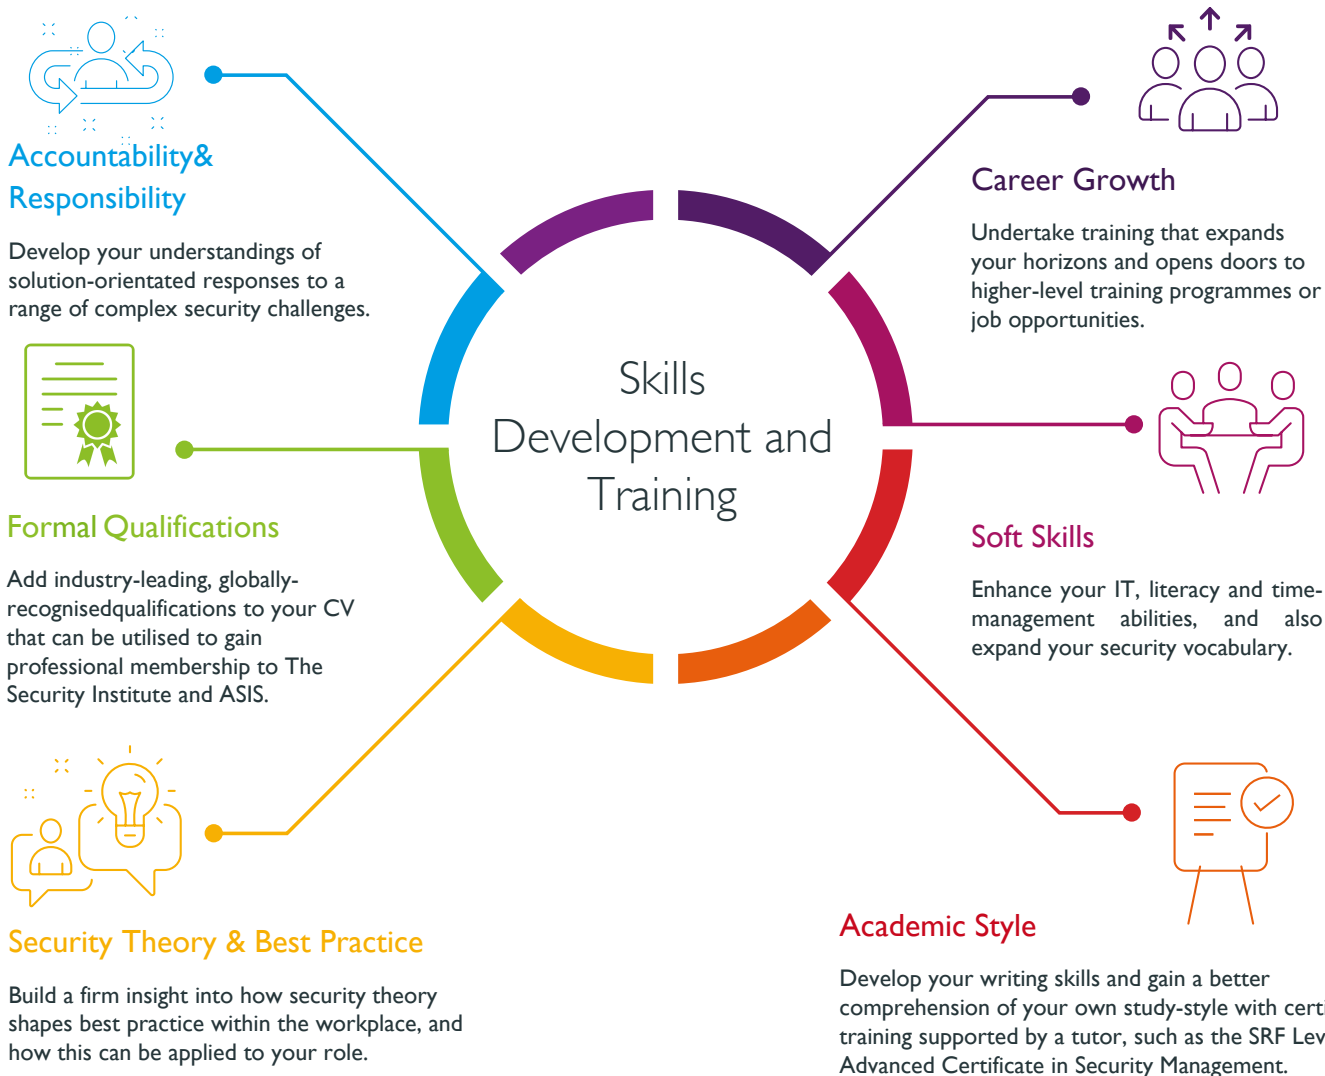 Accountability&
Responsibility
Develop your understandings of
solution-orientated responses to a
range of complex security challenges.
Formal Qualifications
Add industry-leading, globally-
recognisedqualifications to your CV
that can be utilised to gain
professional membership to The
Security Institute and ASIS.
Security Theory & Best Practice
Build a firm insight into how security theory
shapes best practice within the workplace, and
how this can be applied to your role.
Skills
Development and
Training
Career Growth
Undertake training that expands
your horizons and opens doors to
higher-level training programmes or
job opportunities.
Soft Skills
Enhance your IT, literacy and time-
management abilities, and also
expand your security vocabulary.
Academic Style
Develop your writing skills and gain a better
comprehension of your own study-style with
training supported by a tutor, such as the SRF
Advanced Certificate in Security Management.